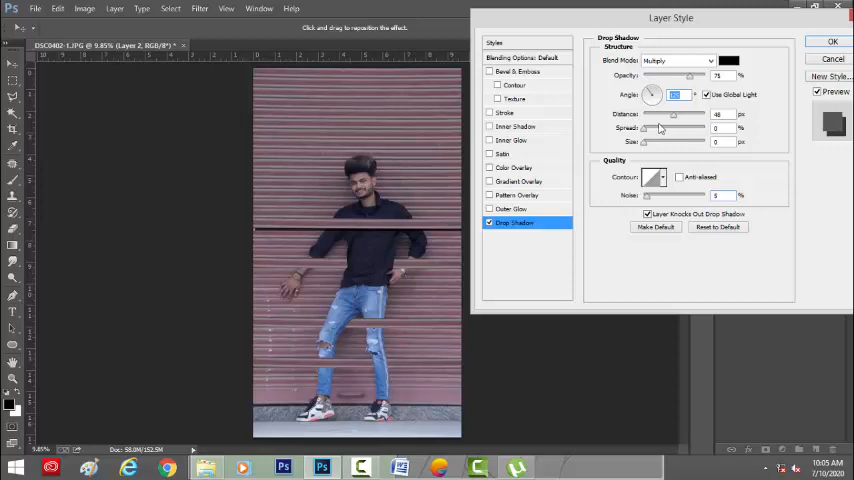 Ps File Edit Image Layer Type Select Filter View Window Help
Click and drag to reposition the effect.
DSC0402-1.JPG @ 9.85% (Layer 2, RGB/8*) *
Layer Style
Styles
Blending Options: Default
Bevel & Emboss
Contour
Texture
Stroke
Inner Shadow
Inner Glow
Satin
Color Overlay
Gradient Overlay
Pattern Overlay
Outer Glow
Drop Shadow
Drop Shadow
Structure
Blend Mode: Multiply
Opacity: 75 %
Angle: ° Use Global Light
Distance: 48 px
Spread: 0 %
Size: 0 px
Quality
Contour: Anti-aliased
Noise: 5 %
Layer Knocks Out Drop Shadow
Make Default Reset to Default
OK
Cancel
New Style...
Preview
9.85% Doc: 58.0M/152.5M
10:05 AM
7/10/2020